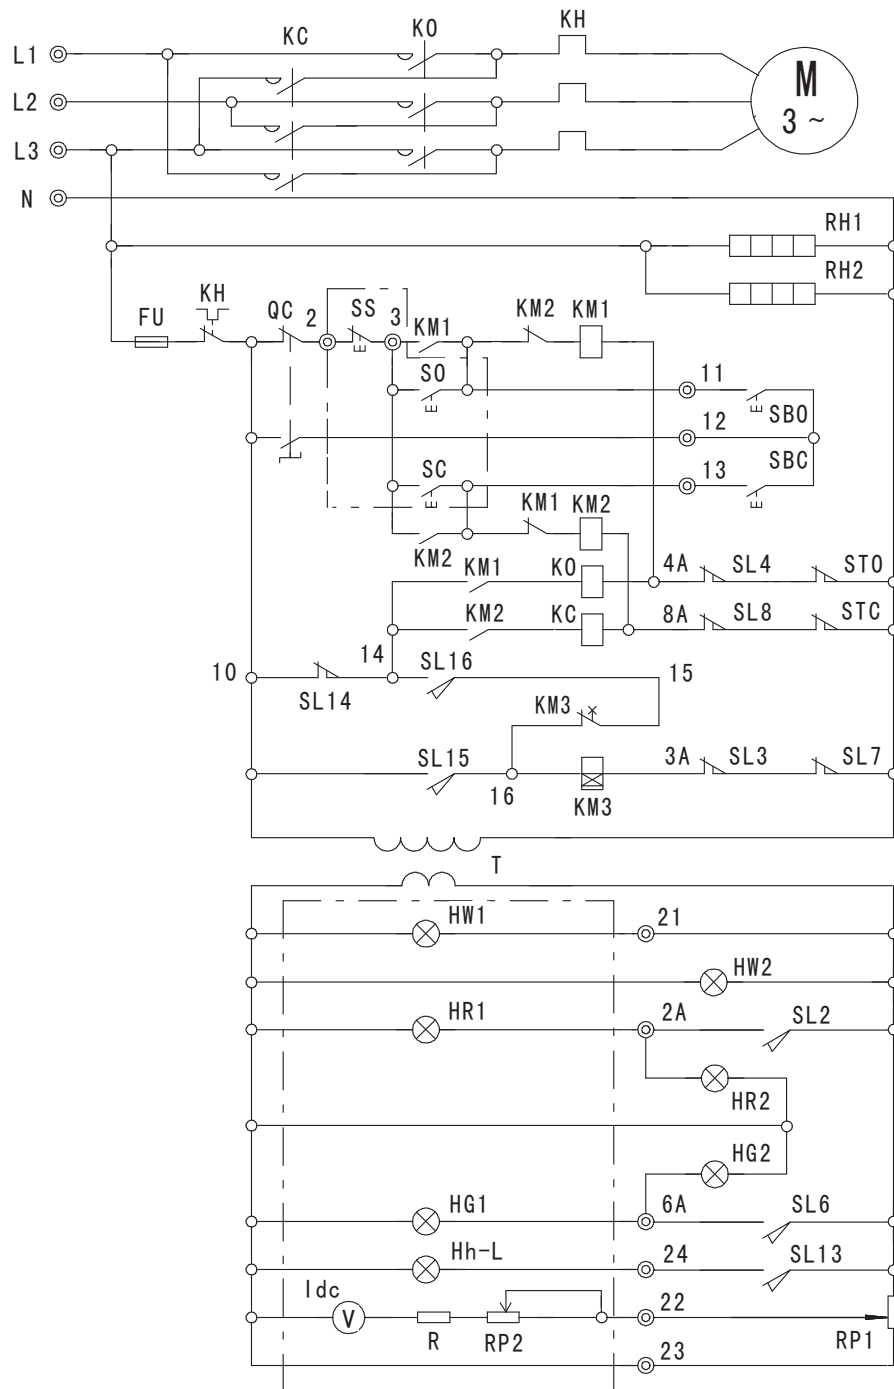 KC KO KH
L1
L2
M
3 ~
L3
N
RH1
RH2
FU KH QC 2 SS 3 KM1 KM2 KM1
SO 11
SBO
12
SC 13 SBC
KM1 KM2
KM2
KM1 KO 4A SL4 STO
KM2 KC 8A SL8 STC
10 14 SL16 15
SL14
KM3
SL15 3A SL3 SL7
16
KM3
T
HW1 21
HW2
HR1 2A SL2
HR2
HG2
HG1 6A SL6
Hh-L 24 SL13
Idc
V 22
R RP2 RP1
23